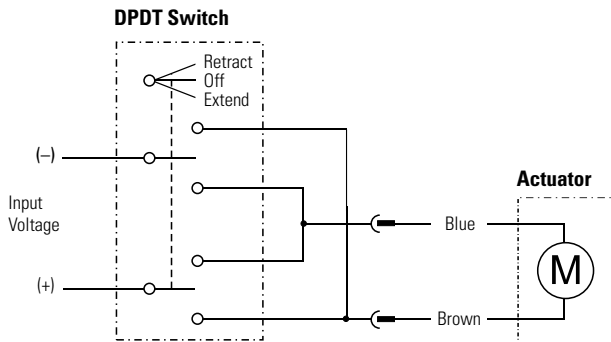 DPDT Switch
Retract
Off
Extend
(–)
Input
Voltage
(+)
Actuator
Blue
M
Brown